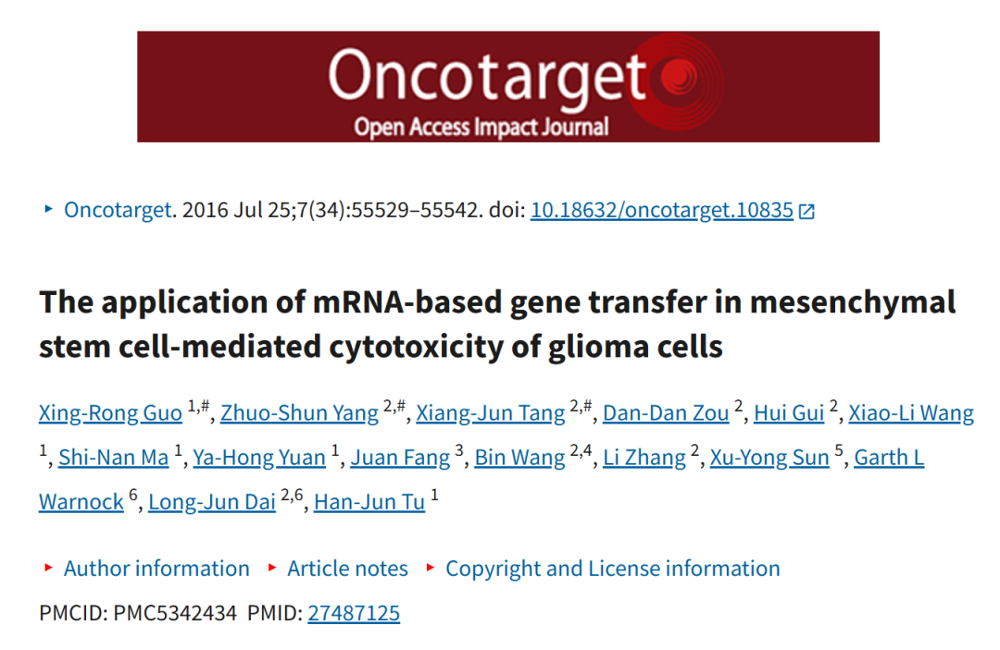 Oncotarget
Open Access Impact Journal
Oncotarget. 2016 Jul 25;7(34):55529–55542. doi: 10.18632/oncotarget.10835
The application of mRNA-based gene transfer in mesenchymal
stem cell-mediated cytotoxicity of glioma cells
Xing-Rong Guo 1,#, Zhuo-Shun Yang 2,#, Xiang-Jun Tang 2,#, Dan-Dan Zou 2, Hui Gui 2, Xiao-Li Wang
1, Shi-Nan Ma 1, Ya-Hong Yuan 1, Juan Fang 3, Bin Wang 2,4, Li Zhang 2, Xu-Yong Sun 5, Garth L
Warnock 6, Long-Jun Dai 2,6, Han-Jun Tu 1
Author information Article notes Copyright and License information
PMCID: PMC5342434 PMID: 27487125